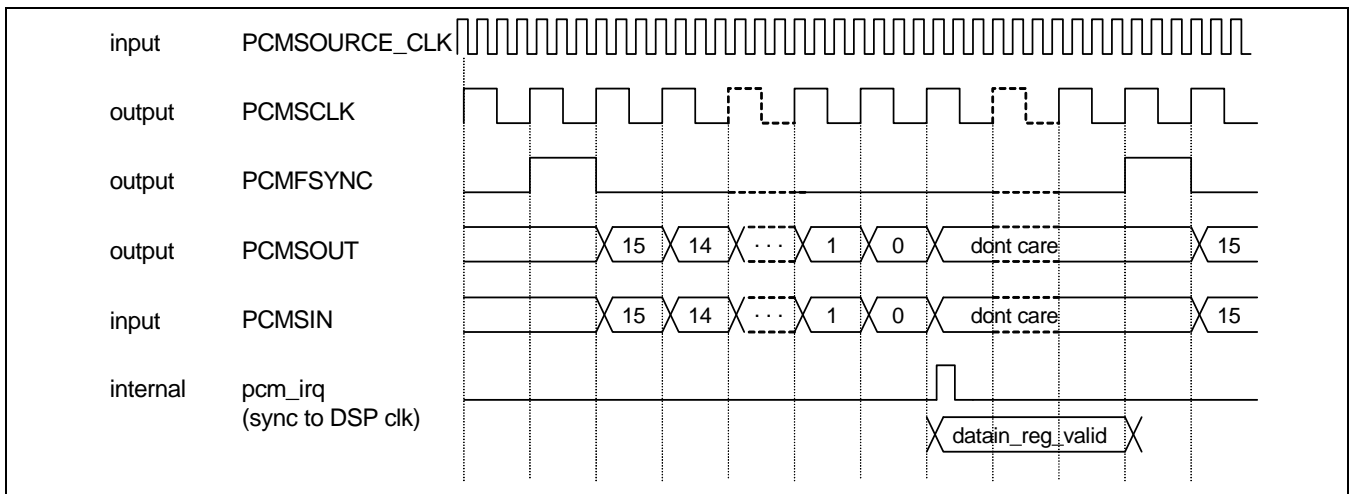 input PCMSOURCE_CLK
output PCMSCLK
output PCMFSYNC
output PCMSOUT 15 14 · · · 1 0 dont care 15
input PCMSIN 15 14 · · · 1 0 dont care 15
internal pcm_irq
(sync to DSP clk)
datain_reg_valid